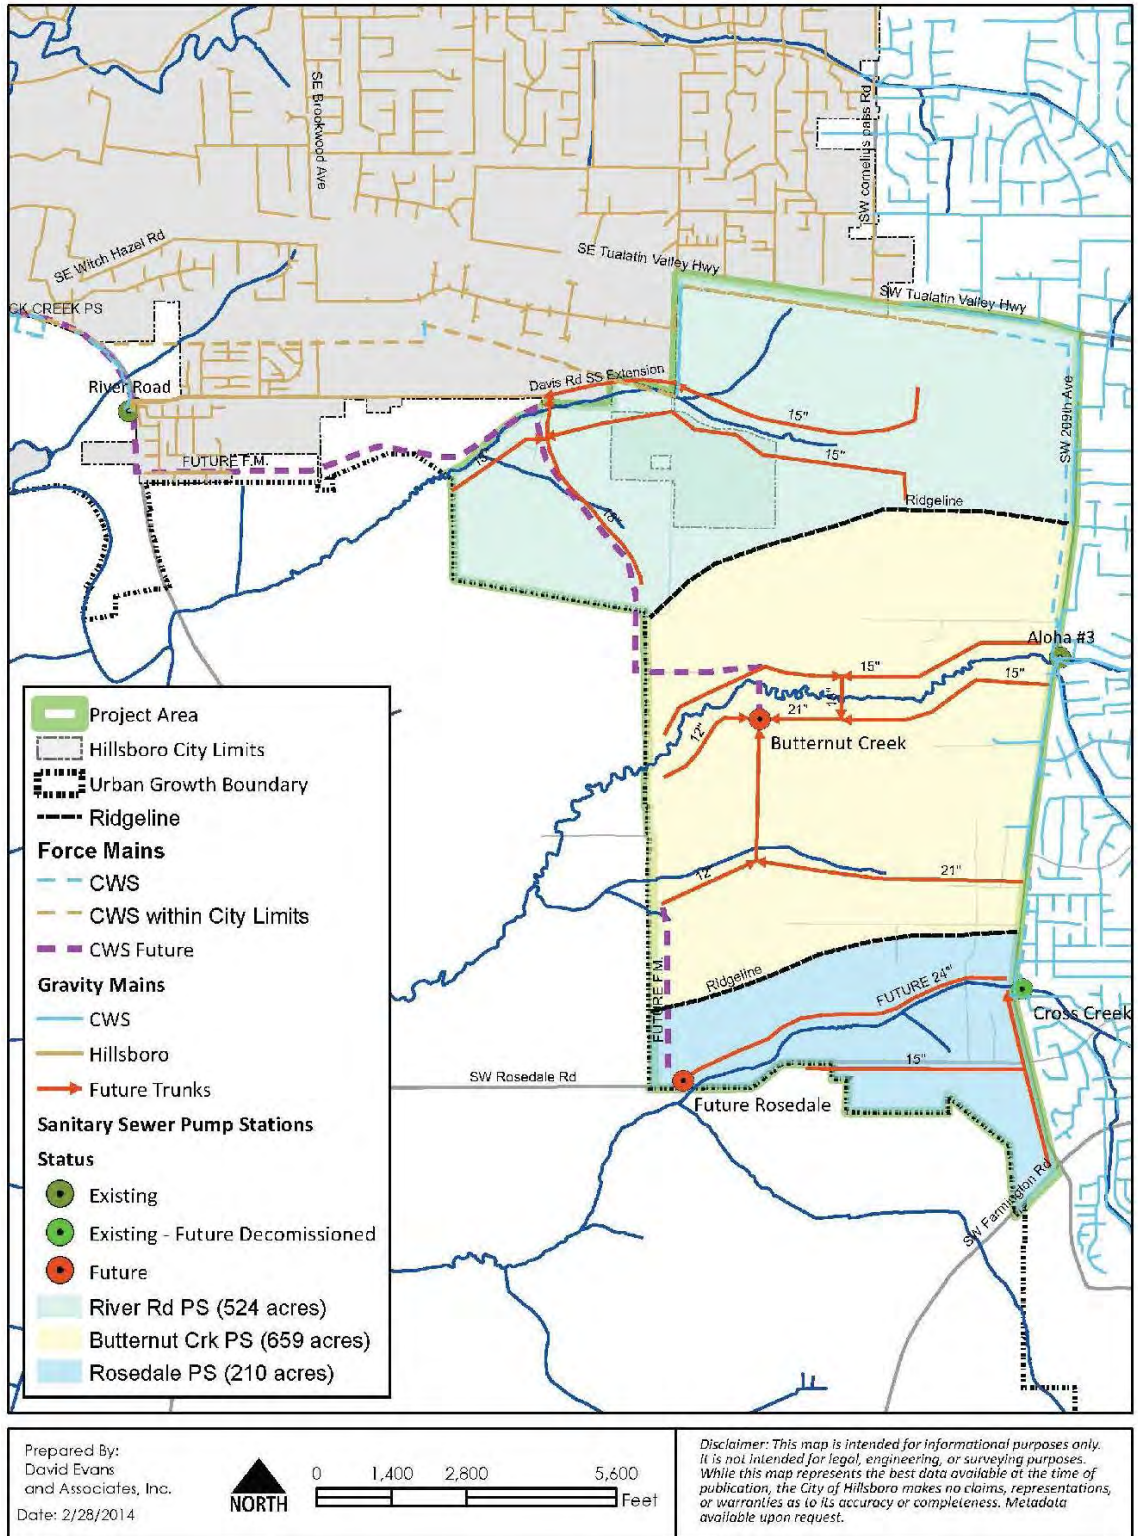 SE Brookwood Ave
SW cornelius pass Rd
SE Witch Hazel Rd
SE Tualatin Valley Hwy
SW Tualatin Valley Hwy
CK CREEK PS
River Road
Davis Rd SS Extension
SW 209th Ave
15"
15"
FUTURE F.M.
15"
18"
Ridgeline
Aloha #3
15"
15"
21"
12"
Butternut Creek
12"
21"
Ridgeline
FUTURE F.M.
FUTURE 24"
Cross Creek
15"
SW Rosedale Rd
Future Rosedale
SW Farmington Rd
Project Area
Hillsboro City Limits
Urban Growth Boundary
Ridgeline
Force Mains
CWS
CWS within City Limits
CWS Future
Gravity Mains
CWS
Hillsboro
Future Trunks
Sanitary Sewer Pump Stations
Status
Existing
Existing - Future Decomissioned
Future
River Rd PS (524 acres)
Butternut Crk PS (659 acres)
Rosedale PS (210 acres)
Prepared By:
David Evans
and Associates, Inc.
Date: 2/28/2014
NORTH
0 1,400 2,800 5,600
Feet
Disclaimer: This map is intended for informational purposes only.
It is not intended for legal, engineering, or surveying purposes.
While this map represents the best data available at the time of
publication, the City of Hillsboro makes no claims, representations,
or warranties as to its accuracy or completeness. Metadata
available upon request.